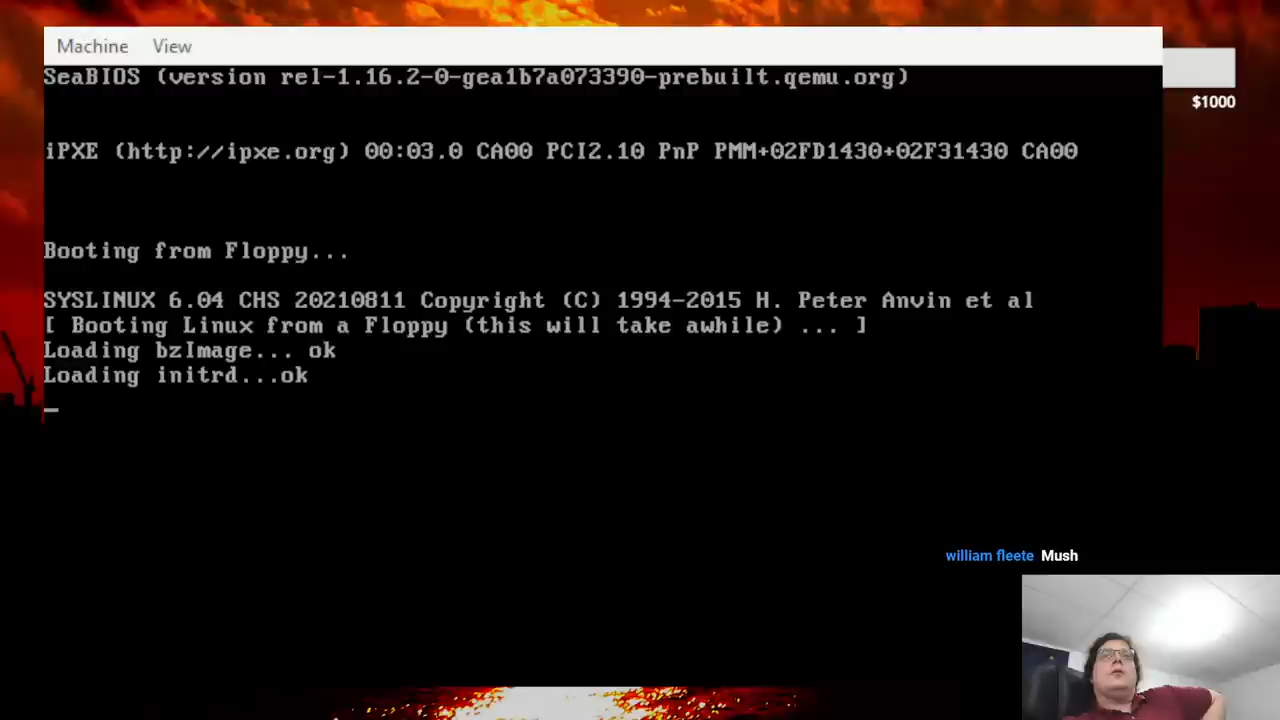 Machine View
SeaBIOS (version rel-1.16.2-0-gea1b7a073390-prebuilt.qemu.org)
$1000
iPXE (http://ipxe.org) 00:03.0 CA00 PCI2.10 PnP PMM+02FD1430+02F31430 CA00
Booting from Floppy...
SYSLINUX 6.04 CHS 20210811 Copyright (C) 1994-2015 H. Peter Anvin et al
[ Booting Linux from a Floppy (this will take awhile) ... ]
Loading bzImage... ok
Loading initrd...ok
william fleete Mush